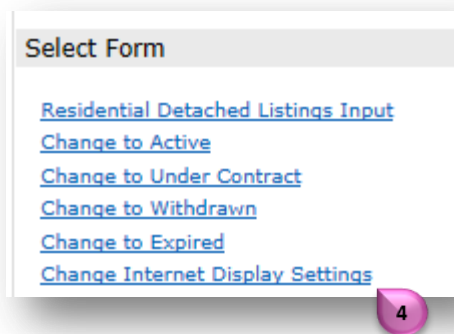 Select Form
Residential Detached Listings Input
Change to Active
Change to Under Contract
Change to Withdrawn
Change to Expired
Change Internet Display Settings
4